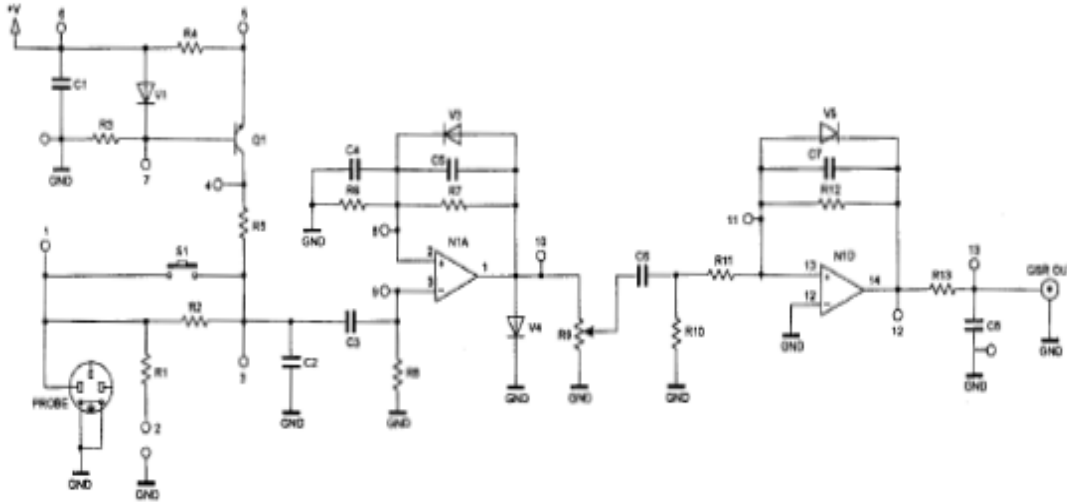 +V
6
5
R4
C1
V1
R3
Q1
7
GND
4
R5
1
S1
R2
3
R1
PROBE
2
GND
GND
C2
GND
C3
V3
C4
C5
R6
R7
GND
8
2
+
N1A
1
10
9
3
−
R8
GND
V4
GND
R9
GND
C6
R10
GND
R11
V5
C7
R12
11
13
+
N1D
14
12
−
GND
12
R13
13
C8
GND
GSR OUT
GND